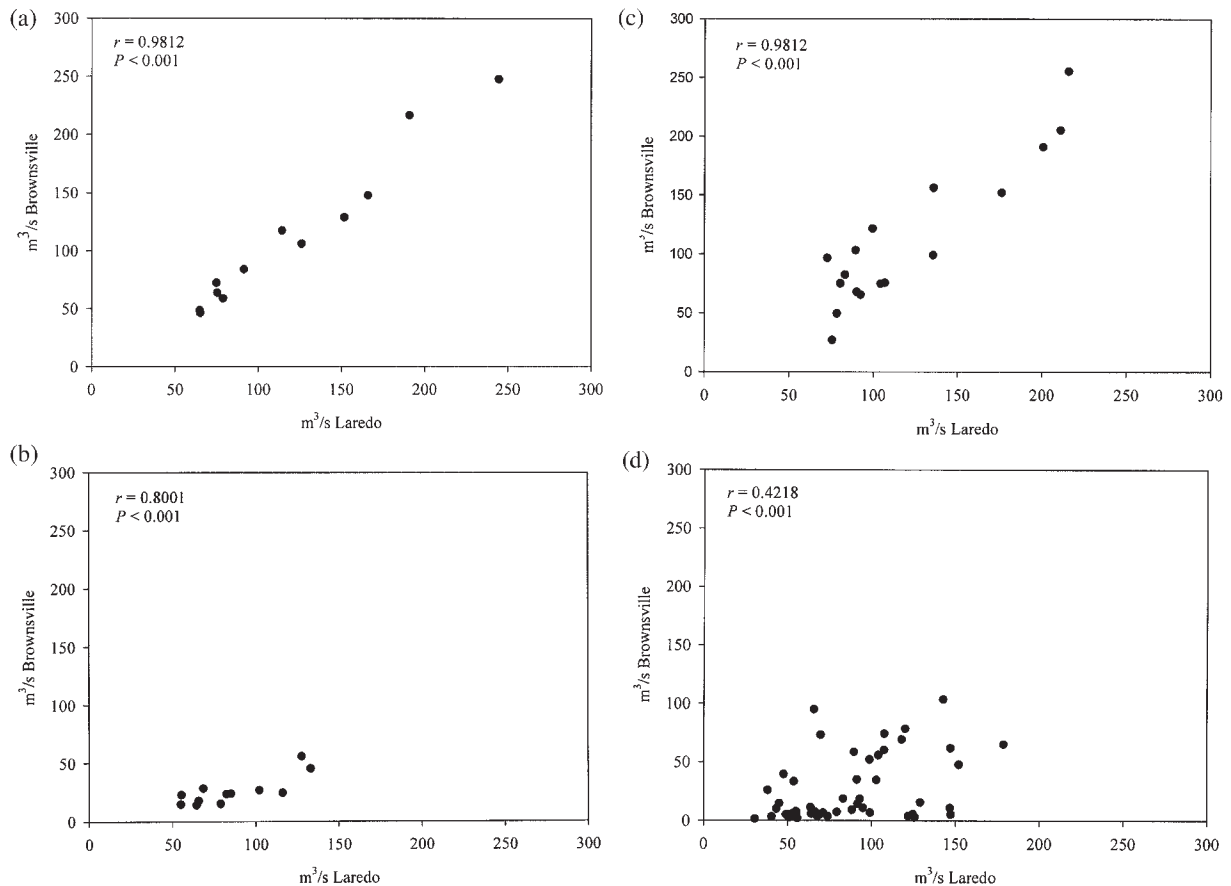 (a)
300
250
200
150
100
50
0
r = 0.9812
P < 0.001
m³/s Brownsville
0 50 100 150 200 250 300
m³/s Laredo
(c)
300
250
200
150
100
50
0
r = 0.9812
P < 0.001
m³/s Brownsville
0 50 100 150 200 250 300
m³/s Laredo
(b)
300
250
200
150
100
50
0
r = 0.8001
P < 0.001
m³/s Brownsville
0 50 100 150 200 250 300
m³/s Laredo
(d)
300
250
200
150
100
50
0
r = 0.4218
P < 0.001
m³/s Brownsville
0 50 100 150 200 250 300
m³/s Laredo